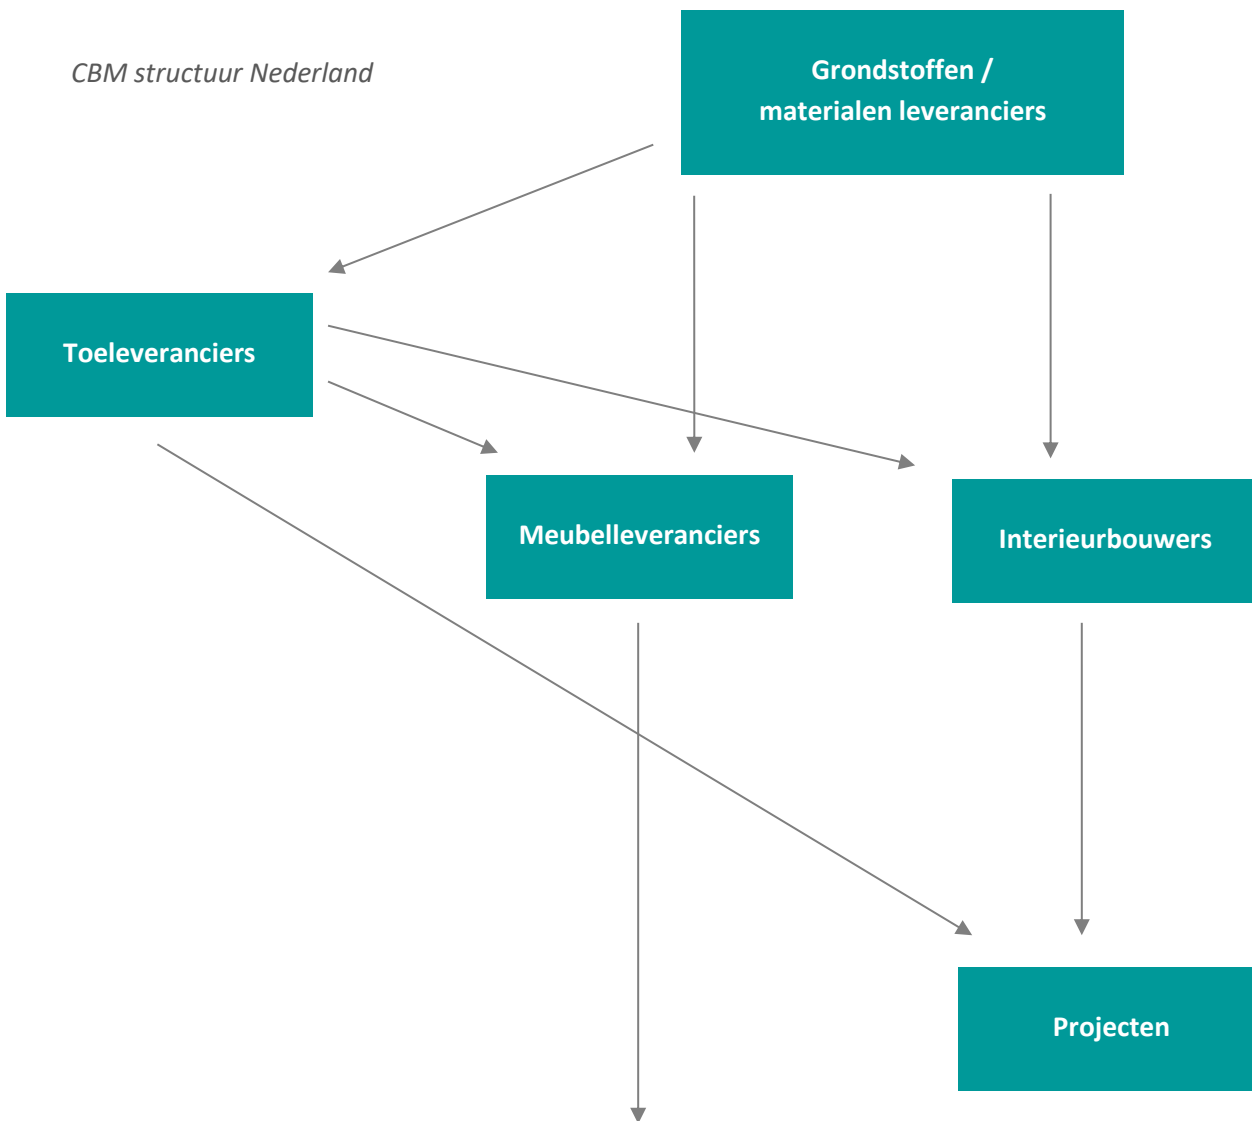 CBM structuur Nederland
Grondstoffen /
materialen leveranciers
Toeleveranciers
Meubelleveranciers
Interieurbouwers
Projecten